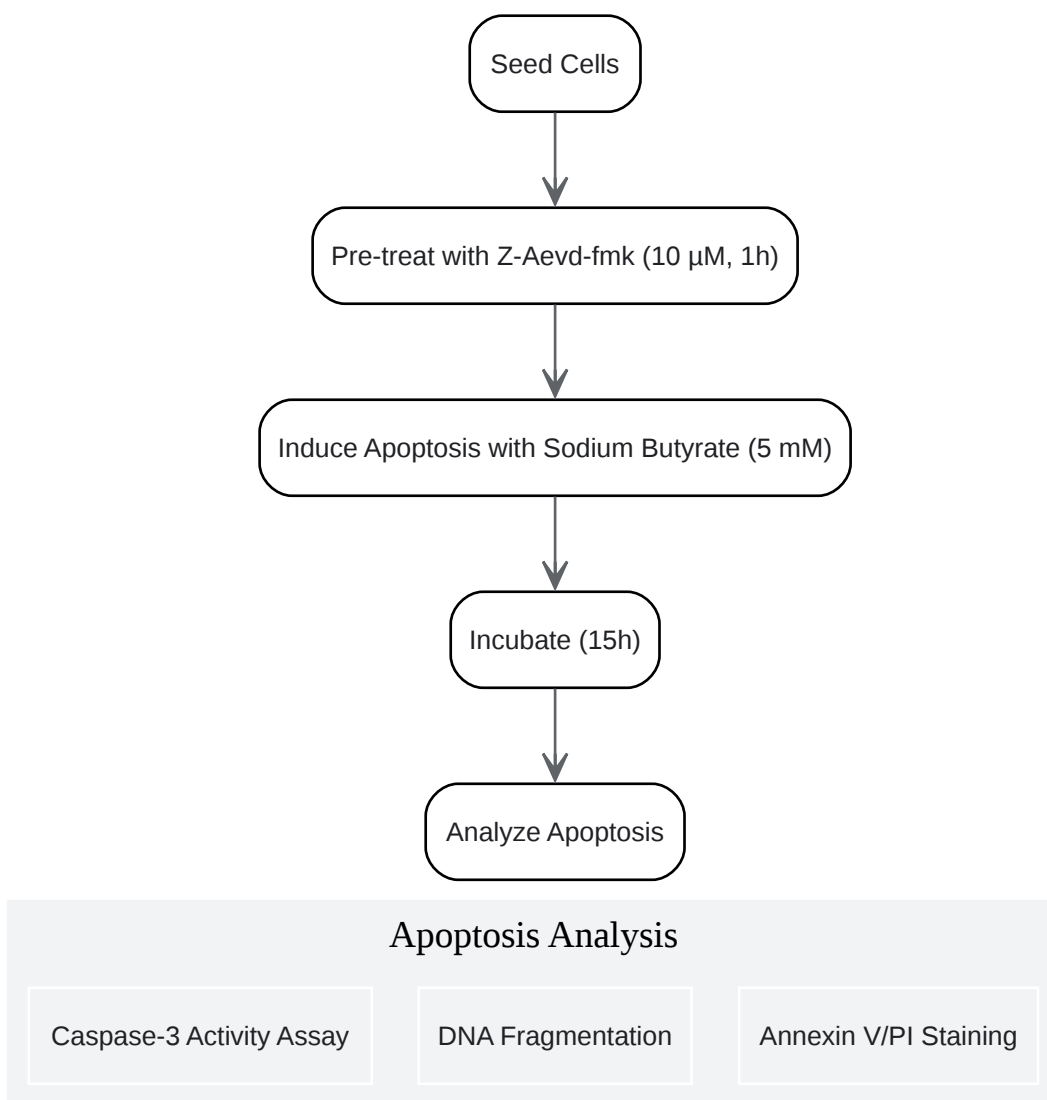 Seed Cells
Pre-treat with Z-Aevd-fmk (10 µM, 1h)
Induce Apoptosis with Sodium Butyrate (5 mM)
Incubate (15h)
Analyze Apoptosis
Apoptosis Analysis
Caspase-3 Activity Assay
DNA Fragmentation
Annexin V/PI Staining